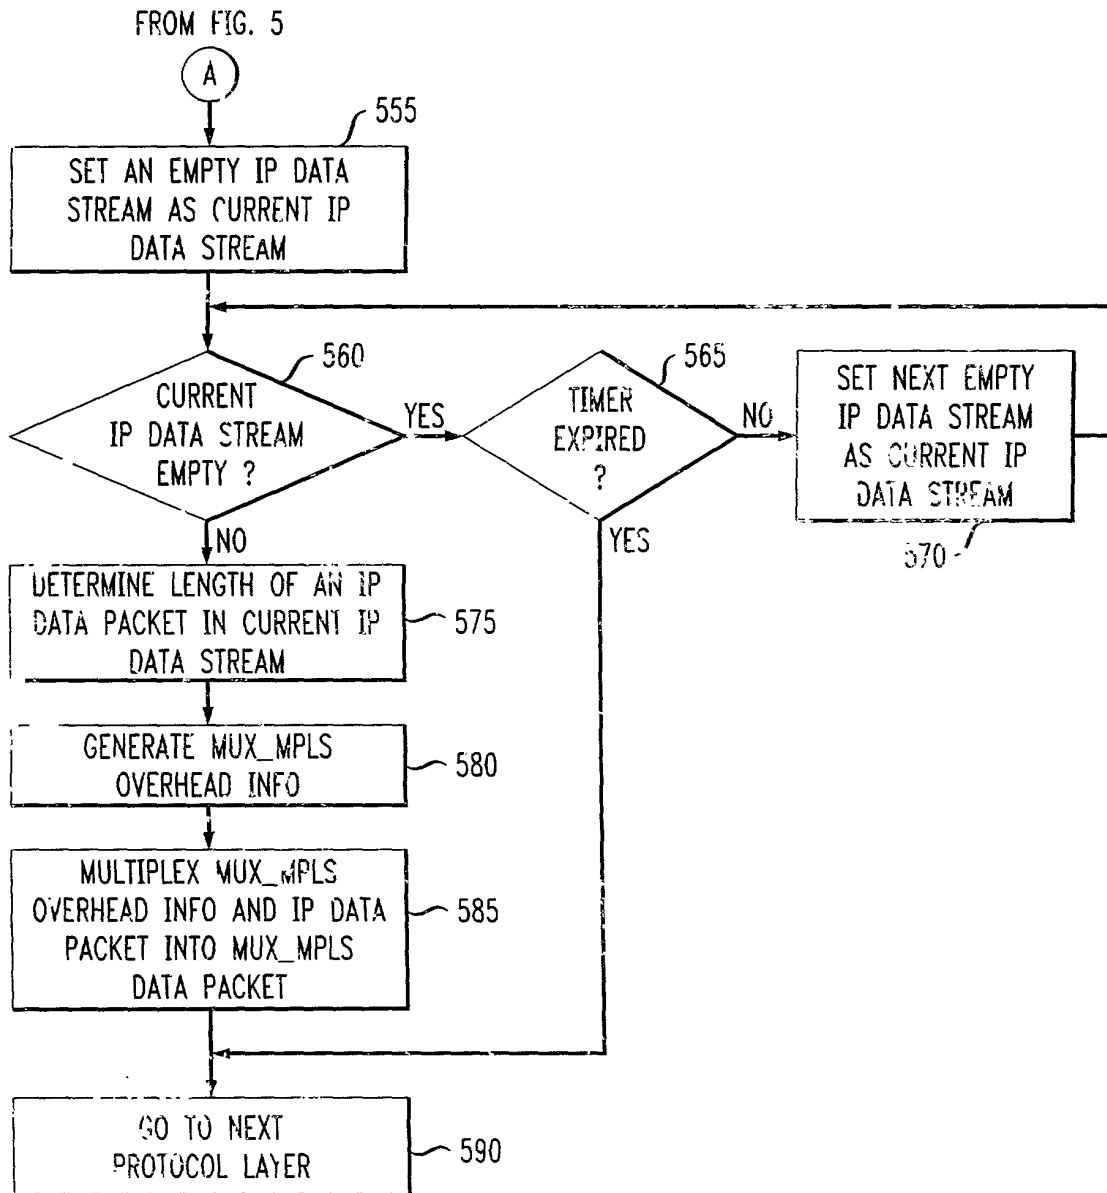 FROM FIG. 5
A
555
SET AN EMPTY IP DATA
STREAM AS CURRENT IP
DATA STREAM
560
CURRENT
IP DATA STREAM
EMPTY ?
YES
565
TIMER
EXPIRED
?
NO
SET NEXT EMPTY
IP DATA STREAM
AS CURRENT IP
DATA STREAM
570
NO
YES
DETERMINE LENGTH OF AN IP
DATA PACKET IN CURRENT IP
DATA STREAM
575
GENERATE MUX_MPLS
OVERHEAD INFO
580
MULTIPLEX MUX_MPLS
OVERHEAD INFO AND IP DATA
PACKET INTO MUX_MPLS
DATA PACKET
585
GO TO NEXT
PROTOCOL LAYER
590